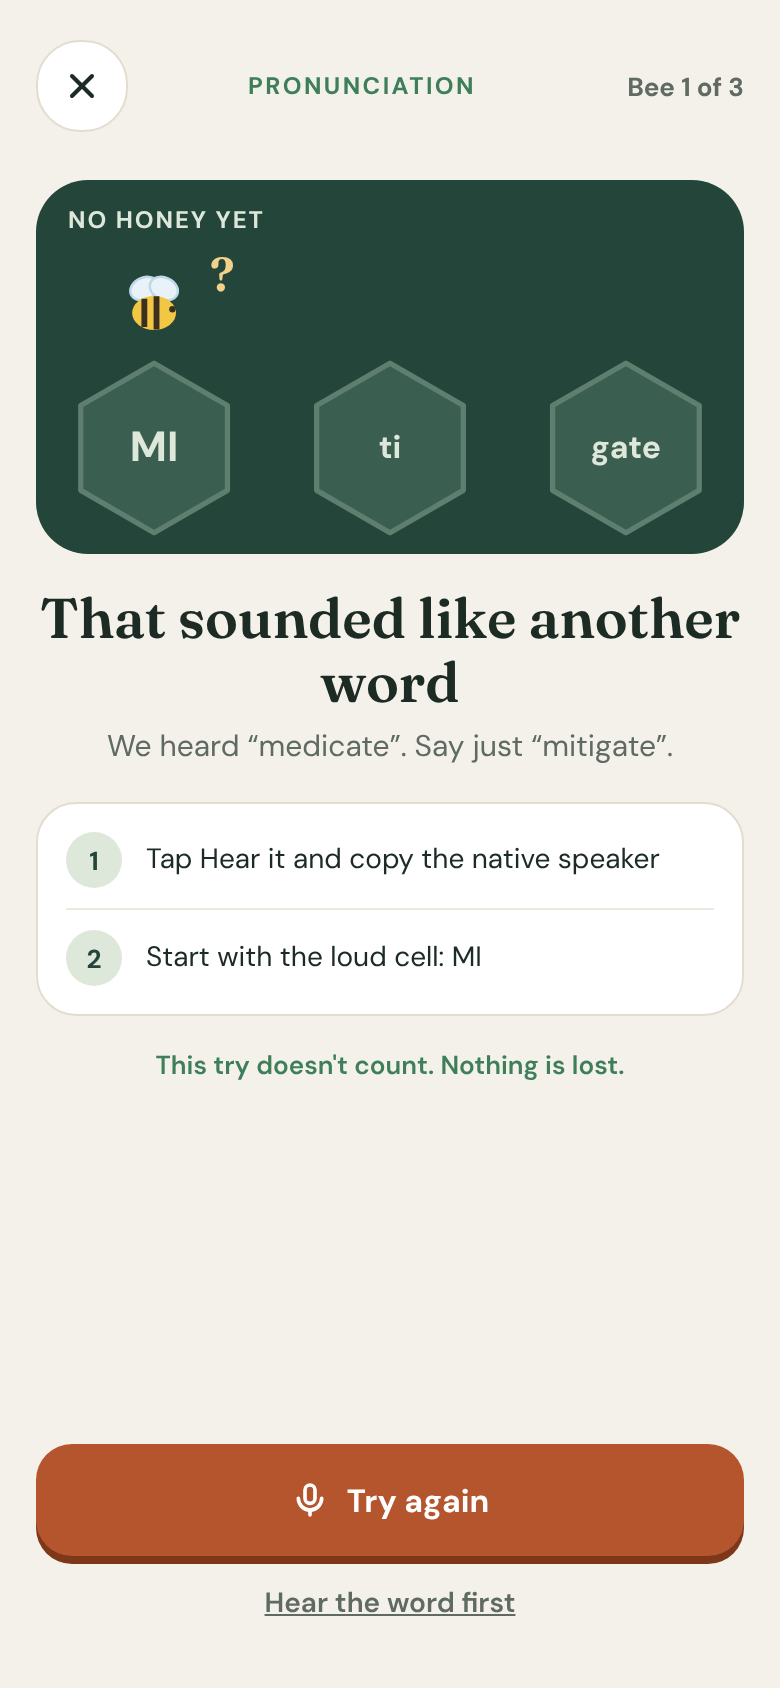 PRONUNCIATION
Bee 1 of 3
NO HONEY YET
?
MI
ti
gate
That sounded like another
word
We heard “medicate”. Say just “mitigate”.
1 Tap Hear it and copy the native speaker
2 Start with the loud cell: MI
This try doesn't count. Nothing is lost.
Try again
Hear the word first